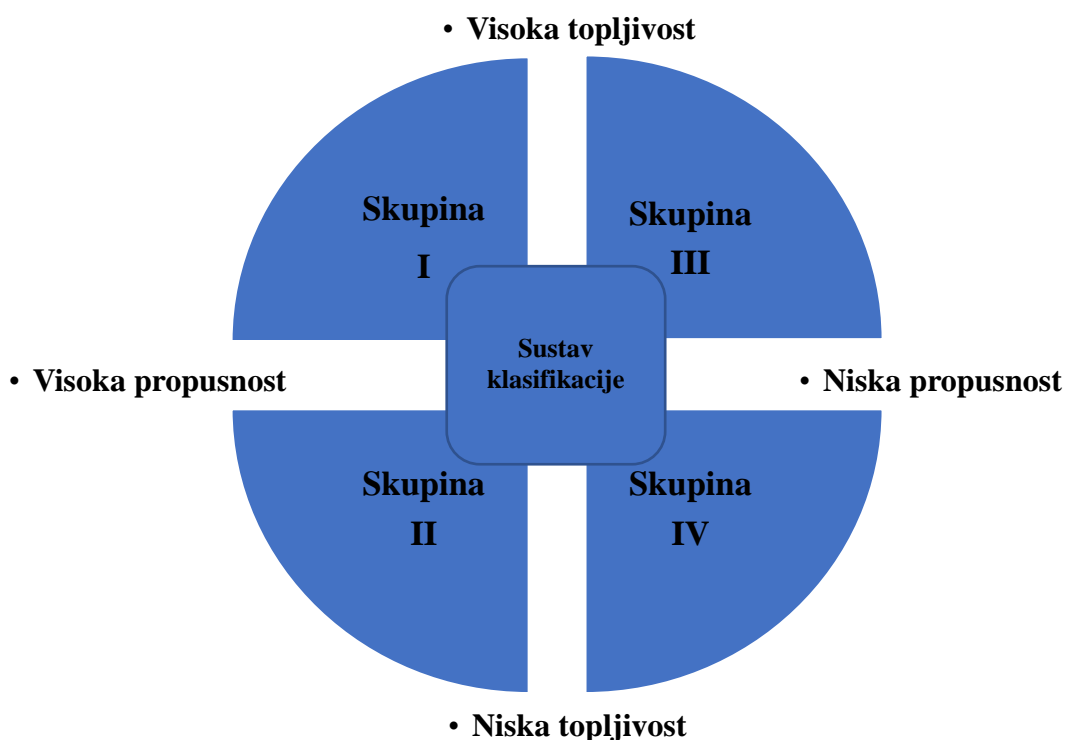 • Visoka topljivost
Skupina
I
Skupina
III
Sustav
klasifikacije
• Visoka propusnost
• Niska propusnost
Skupina
II
Skupina
IV
• Niska topljivost